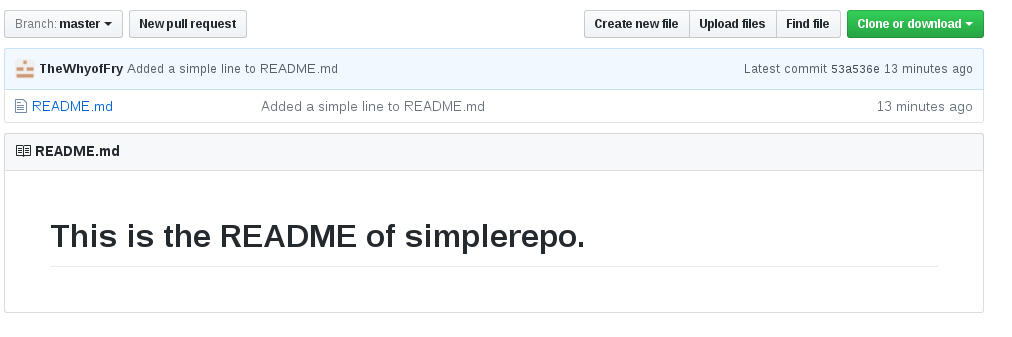 Branch: master New pull request Create new file Upload files Find file Clone or download
TheWhyofFry Added a simple line to README.md Latest commit 53a536e 13 minutes ago
README.md Added a simple line to README.md 13 minutes ago
README.md
This is the README of simplerepo.